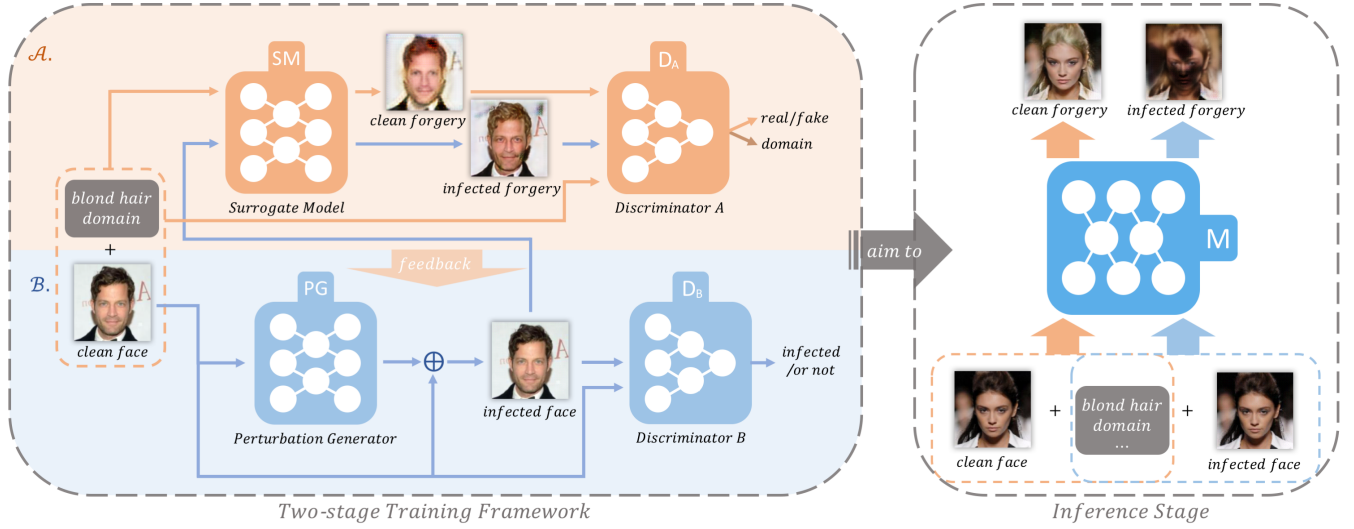 𝒜.
SM
clean forgery
infected forgery
D_A
real/fake
domain
blond hair
domain
Surrogate Model
Discriminator A
+
feedback
ℬ.
clean face
PG
⊕
infected face
D_B
infected
/or not
Perturbation Generator
Discriminator B
Two-stage Training Framework
aim to
clean forgery
infected forgery
M
clean face
+
blond hair
domain
...
+
infected face
Inference Stage